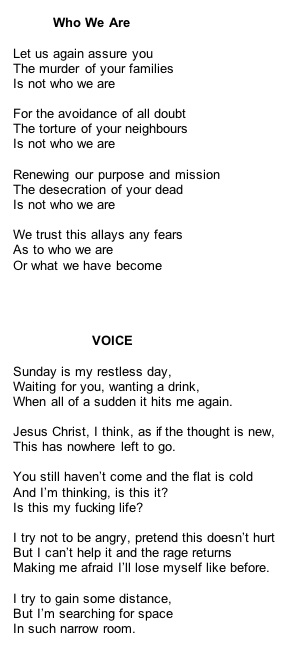 Who We Are
Let us again assure you
The murder of your families
Is not who we are
For the avoidance of all doubt
The torture of your neighbours
Is not who we are
Renewing our purpose and mission
The desecration of your dead
Is not who we are
We trust this allays any fears
As to who we are
Or what we have become
VOICE
Sunday is my restless day,
Waiting for you, wanting a drink,
When all of a sudden it hits me again.
Jesus Christ, I think, as if the thought is new,
This has nowhere left to go.
You still haven't come and the flat is cold
And I'm thinking, is this it?
Is this my fucking life?
I try not to be angry, pretend this doesn't hurt
But I can't help it and the rage returns
Making me afraid I'll lose myself like before.
I try to gain some distance,
But I'm searching for space
In such narrow room.